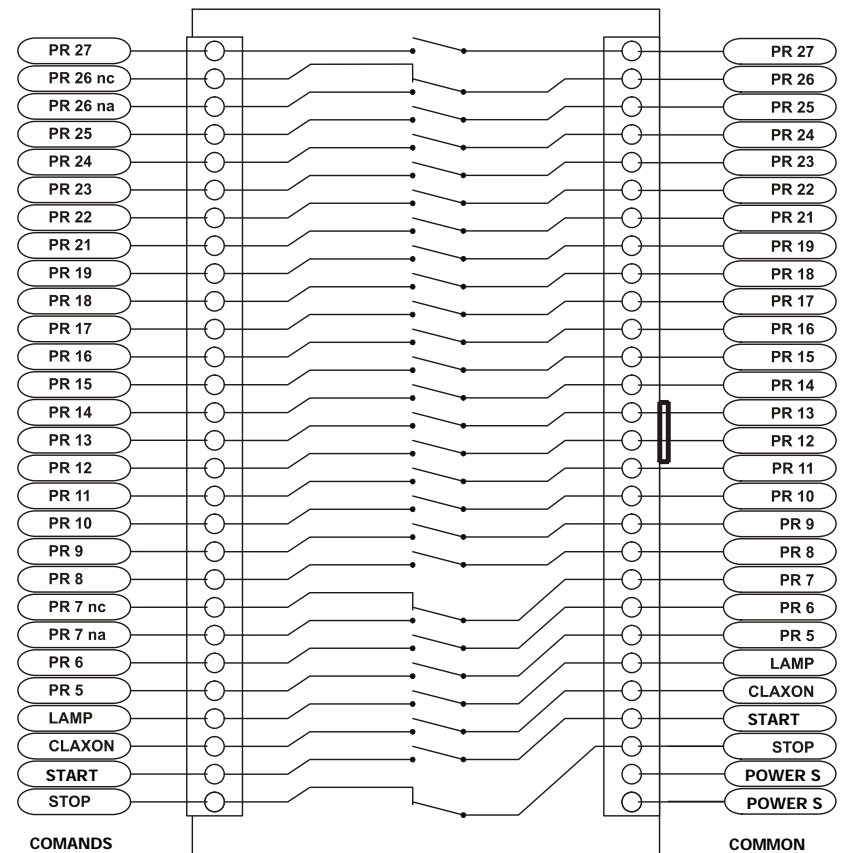 PR 27
PR 26 nc
PR 26 na
PR 25
PR 24
PR 23
PR 22
PR 21
PR 19
PR 18
PR 17
PR 16
PR 15
PR 14
PR 13
PR 12
PR 11
PR 10
PR 9
PR 8
PR 7 nc
PR 7 na
PR 6
PR 5
LAMP
CLAXON
START
STOP
COMANDS
PR 27
PR 26
PR 25
PR 24
PR 23
PR 22
PR 21
PR 19
PR 18
PR 17
PR 16
PR 15
PR 14
PR 13
PR 12
PR 11
PR 10
PR 9
PR 8
PR 7
PR 6
PR 5
LAMP
CLAXON
START
STOP
POWER S
POWER S
COMMON